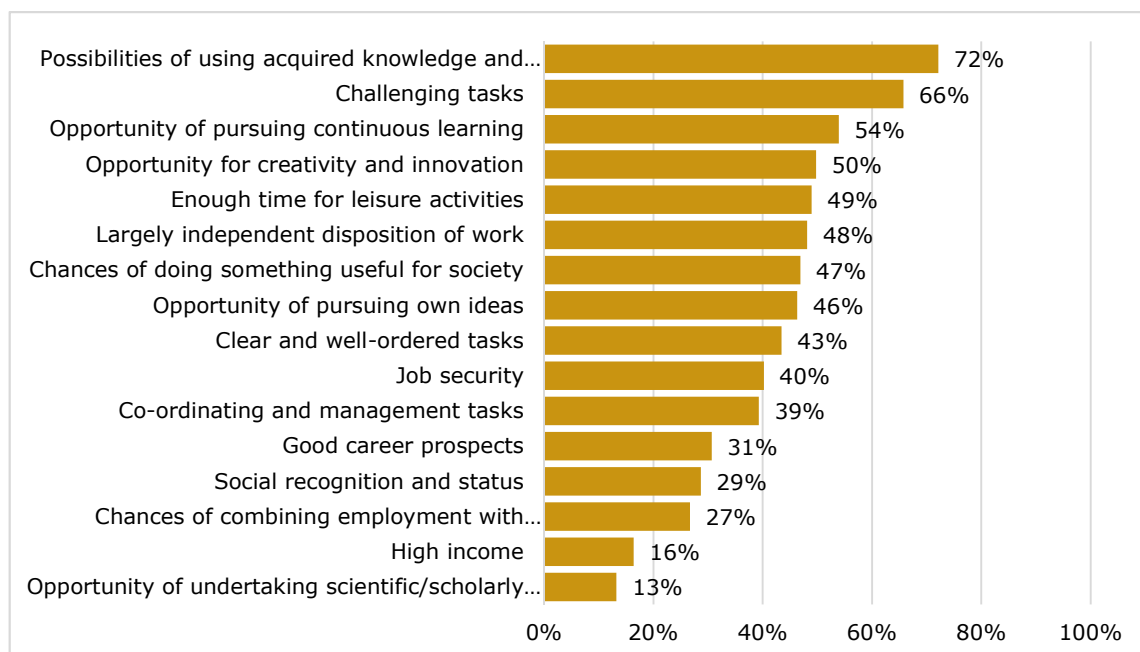 Possibilities of using acquired knowledge and... 72%
Challenging tasks 66%
Opportunity of pursuing continuous learning 54%
Opportunity for creativity and innovation 50%
Enough time for leisure activities 49%
Largely independent disposition of work 48%
Chances of doing something useful for society 47%
Opportunity of pursuing own ideas 46%
Clear and well-ordered tasks 43%
Job security 40%
Co-ordinating and management tasks 39%
Good career prospects 31%
Social recognition and status 29%
Chances of combining employment with... 27%
High income 16%
Opportunity of undertaking scientific/scholarly... 13%
0% 20% 40% 60% 80% 100%